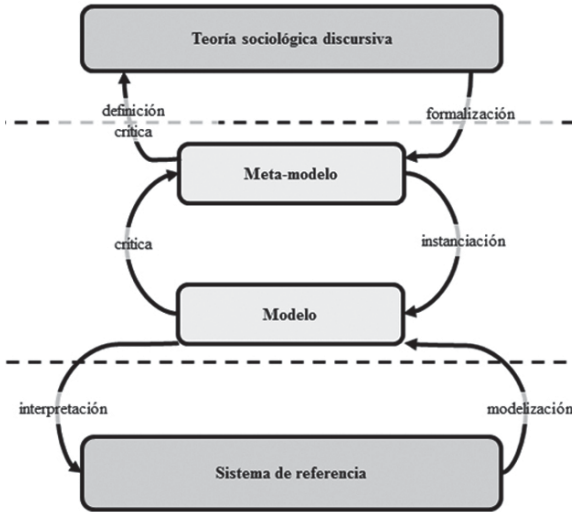 Teoría sociológica discursiva
definición
crítica
formalización
Meta-modelo
crítica
instanciación
Modelo
interpretación
modelización
Sistema de referencia